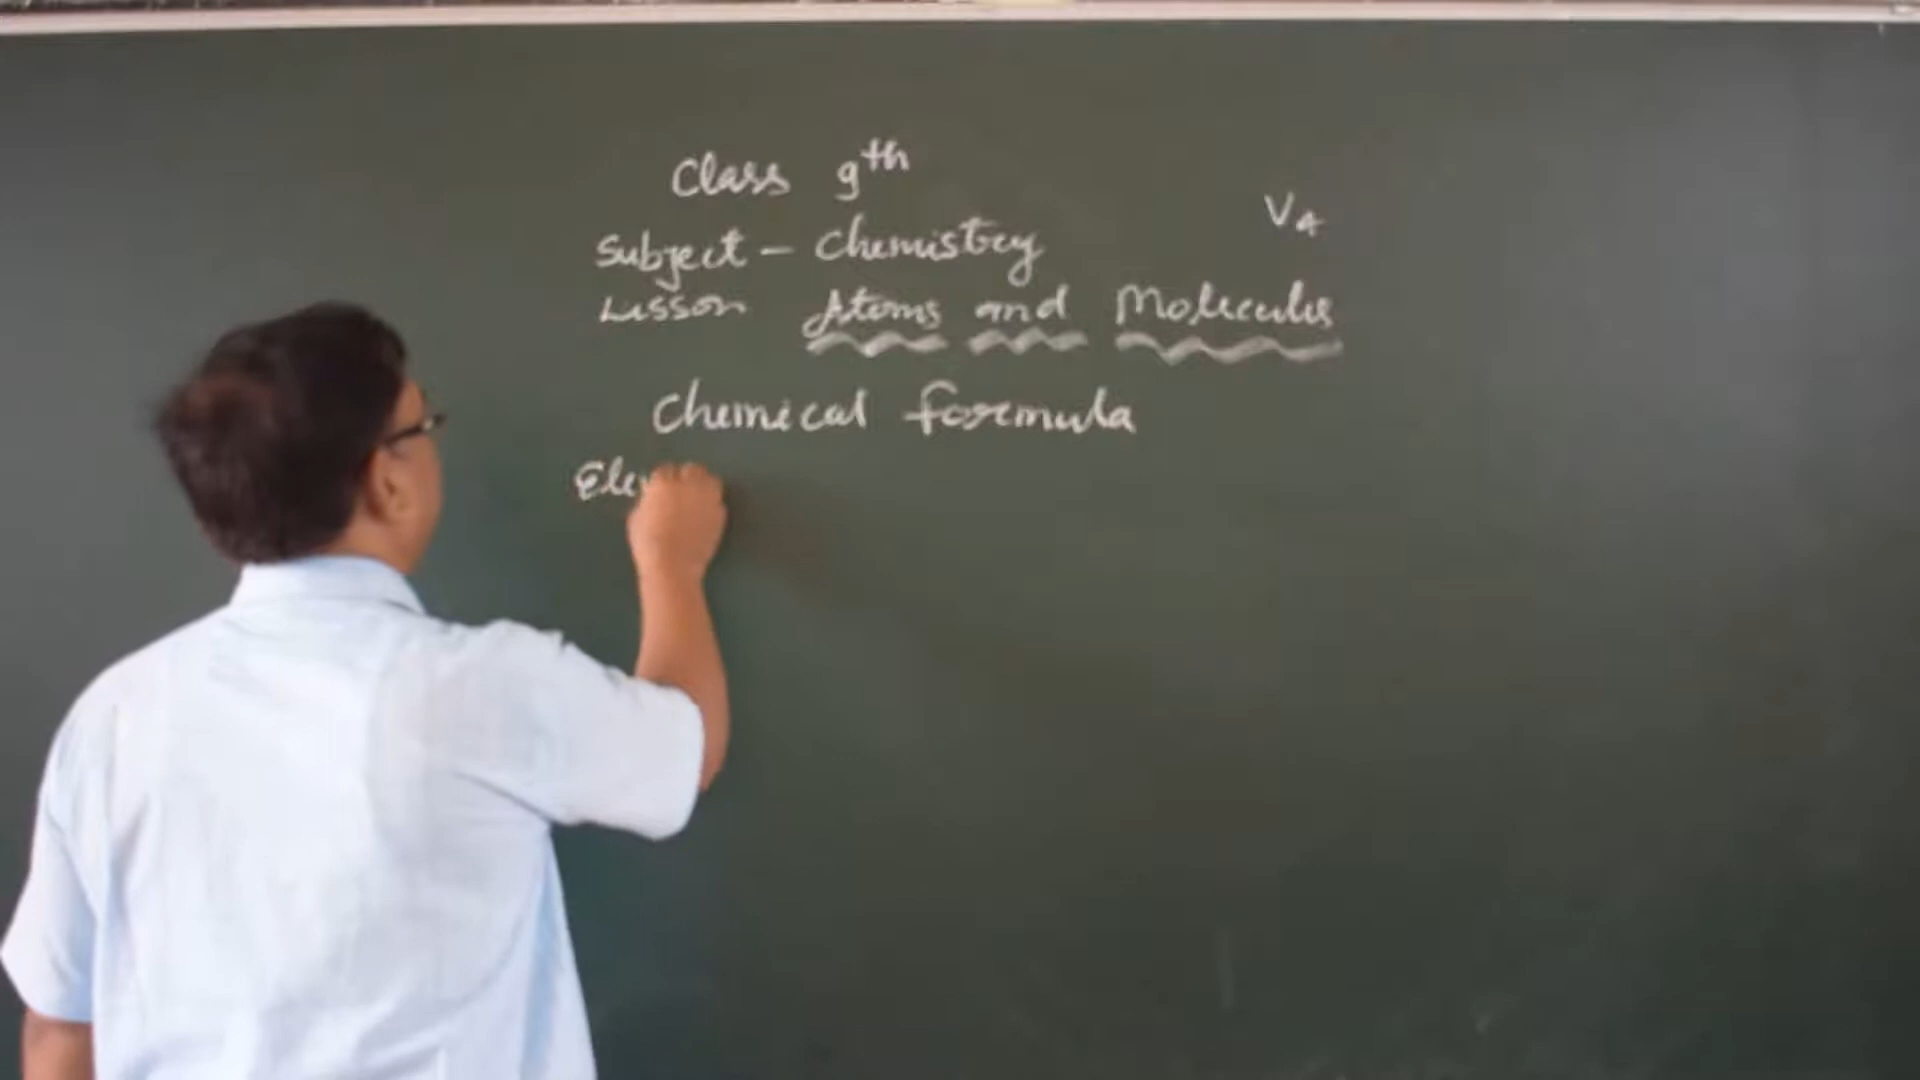 Class 9th
V4
Subject - Chemistry
Lesson Atoms and Molecules
Chemical formula